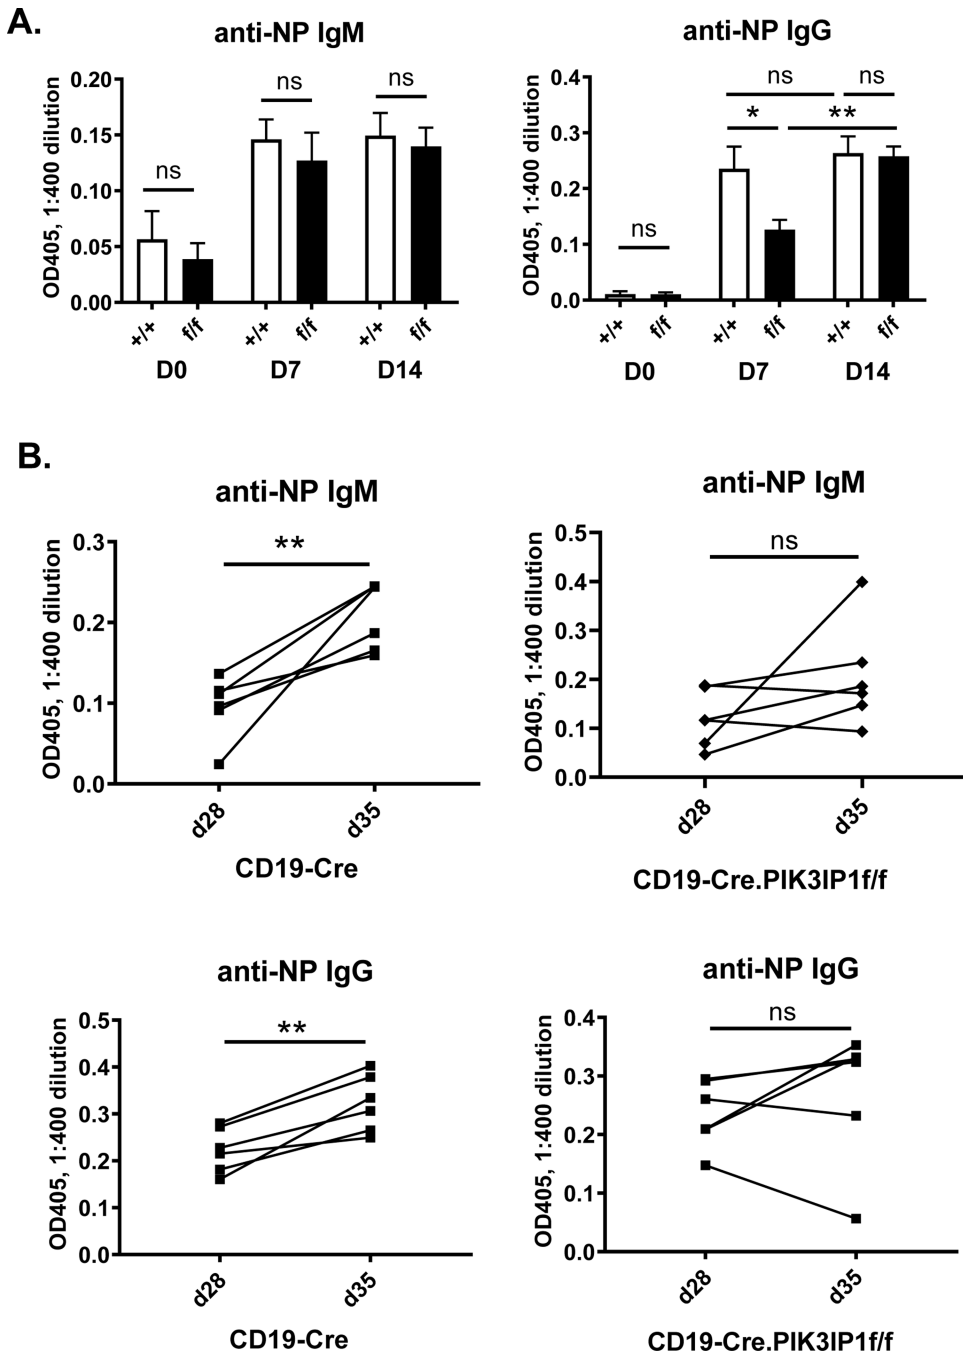 A.
anti-NP IgM
OD405, 1:400 dilution
0.20
0.15
0.10
0.05
0.00
ns
ns
ns
+/+ f/f +/+ f/f +/+ f/f
D0 D7 D14
anti-NP IgG
OD405, 1:400 dilution
0.4
0.3
0.2
0.1
0.0
ns ns
* **
ns
+/+ f/f +/+ f/f +/+ f/f
D0 D7 D14
B.
anti-NP IgM
OD405, 1:400 dilution
0.3
0.2
0.1
0.0
**
d28 d35
CD19-Cre
anti-NP IgM
OD405, 1:400 dilution
0.5
0.4
0.3
0.2
0.1
0.0
ns
d28 d35
CD19-Cre.PIK3IP1f/f
anti-NP IgG
OD405, 1:400 dilution
0.5
0.4
0.3
0.2
0.1
0.0
**
d28 d35
CD19-Cre
anti-NP IgG
OD405, 1:400 dilution
0.4
0.3
0.2
0.1
0.0
ns
d28 d35
CD19-Cre.PIK3IP1f/f